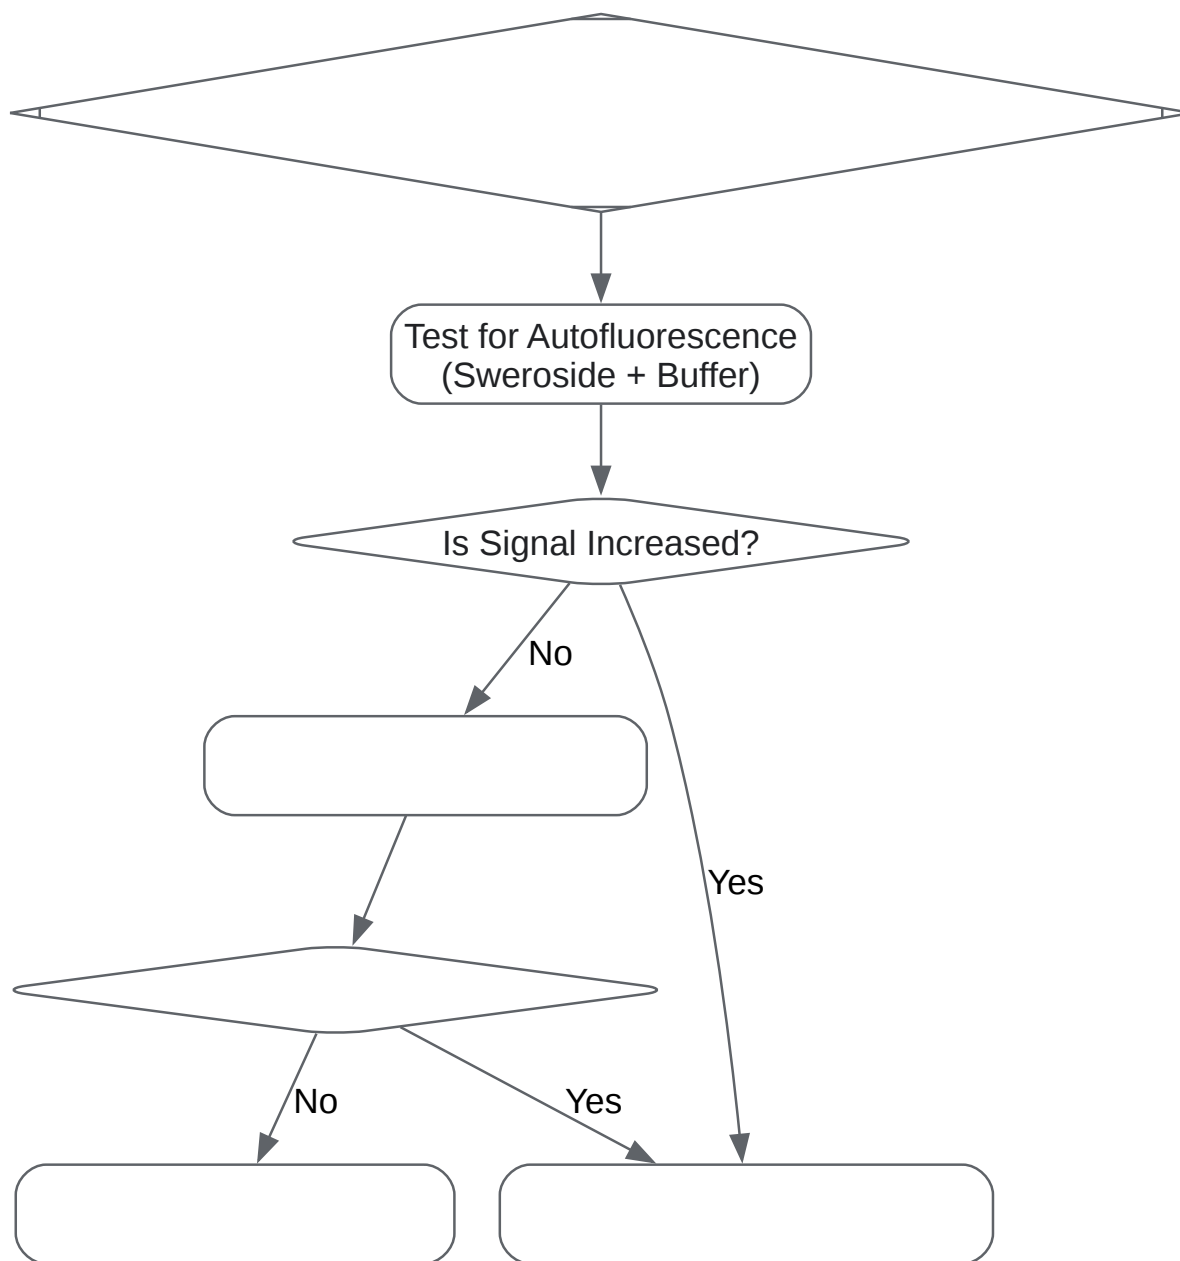 Test for Autofluorescence
(Sweroside + Buffer)
Is Signal Increased?
No
Yes
No
Yes